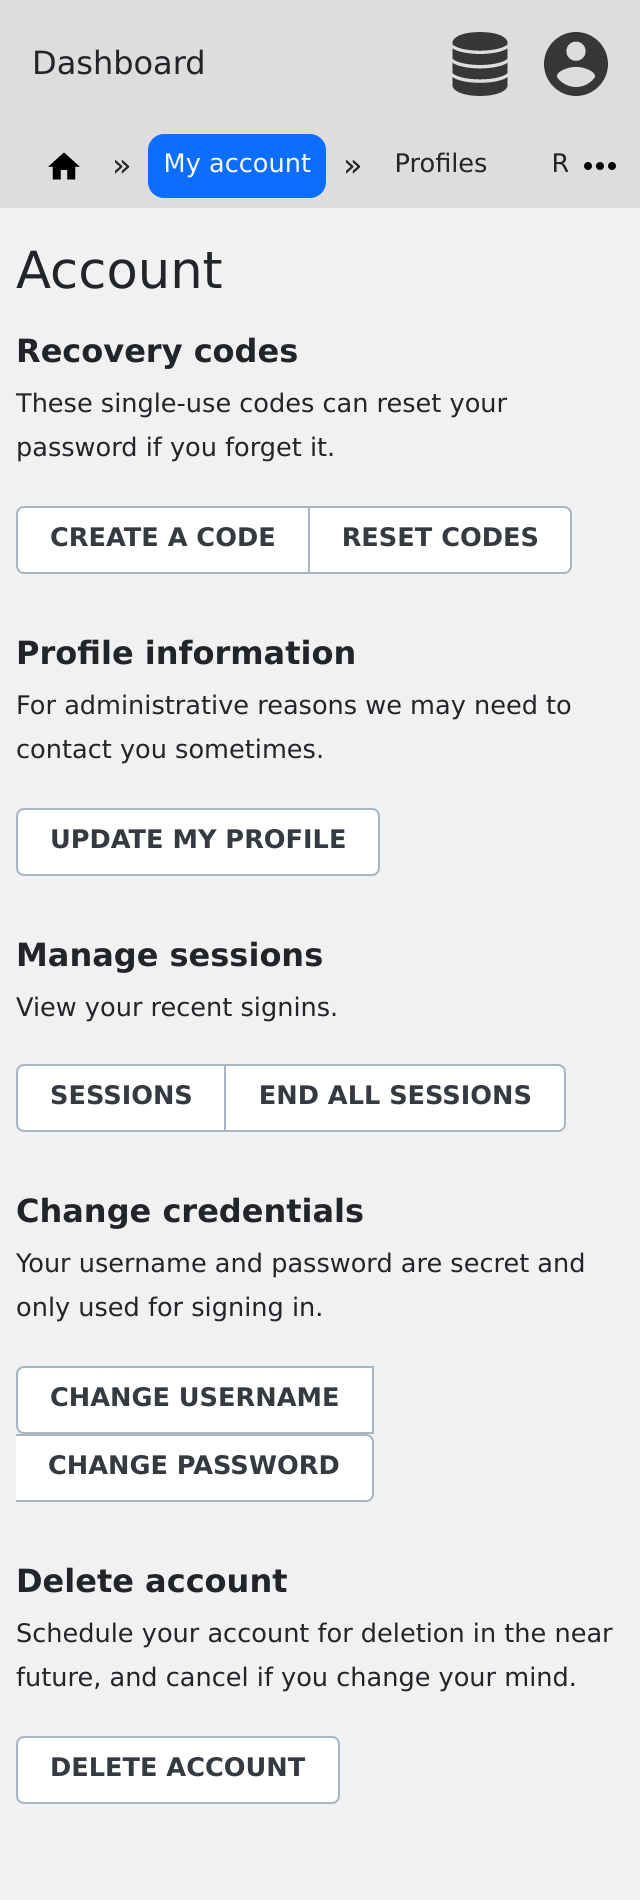 Dashboard
» My account » Profiles R •••
Account
Recovery codes
These single-use codes can reset your
password if you forget it.
CREATE A CODE RESET CODES
Profile information
For administrative reasons we may need to
contact you sometimes.
UPDATE MY PROFILE
Manage sessions
View your recent signins.
SESSIONS END ALL SESSIONS
Change credentials
Your username and password are secret and
only used for signing in.
CHANGE USERNAME
CHANGE PASSWORD
Delete account
Schedule your account for deletion in the near
future, and cancel if you change your mind.
DELETE ACCOUNT